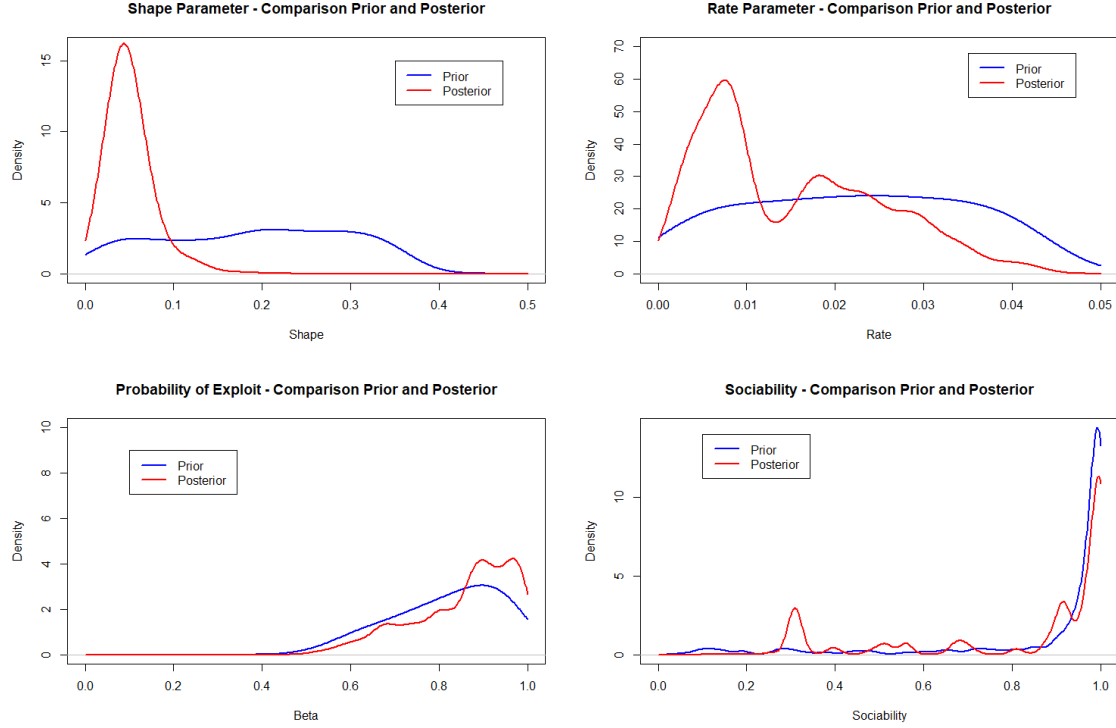 Shape Parameter - Comparison Prior and Posterior
Density
15
10
5
0
Prior
Posterior
0.0 0.1 0.2 0.3 0.4 0.5
Shape
Rate Parameter - Comparison Prior and Posterior
Density
70
60
50
40
30
20
10
0
Prior
Posterior
0.00 0.01 0.02 0.03 0.04 0.05
Rate
Probability of Exploit - Comparison Prior and Posterior
Density
10
8
6
4
2
0
Prior
Posterior
0.0 0.2 0.4 0.6 0.8 1.0
Beta
Sociability - Comparison Prior and Posterior
Density
10
5
0
Prior
Posterior
0.0 0.2 0.4 0.6 0.8 1.0
Sociability